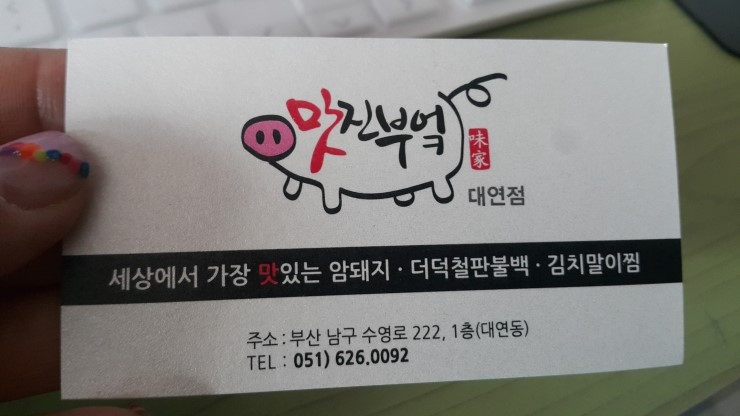 맛진부엌
味家
대연점
세상에서 가장 맛있는 암돼지 · 더덕철판불백 · 김치말이찜
주소 : 부산 남구 수영로 222, 1층(대연동)
TEL : 051) 626.0092